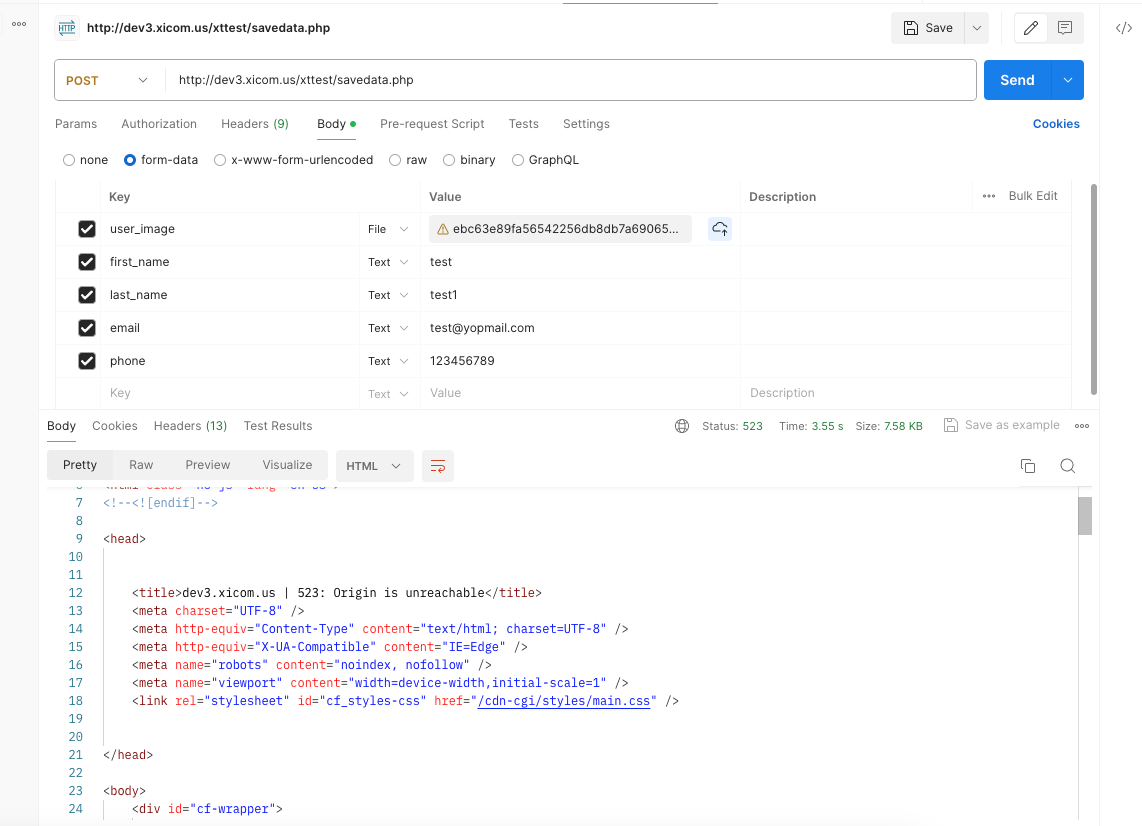 HTTP http://dev3.xicom.us/xttest/savedata.php Save </>
POST http://dev3.xicom.us/xttest/savedata.php Send
Params Authorization Headers (9) Body Pre-request Script Tests Settings Cookies
none form-data x-www-form-urlencoded raw binary GraphQL
Key Value Description ••• Bulk Edit
user_image File ebc63e89fa56542256db8db7a69065...
first_name Text test
last_name Text test1
email Text test@yopmail.com
phone Text 123456789
Key Text Value Description
Body Cookies Headers (13) Test Results Status: 523 Time: 3.55 s Size: 7.58 KB Save as example
Pretty Raw Preview Visualize HTML
6 <html class="no-js" lang="en-US">
7 <!--<![endif]-->
8
9 <head>
10
11
12 <title>dev3.xicom.us | 523: Origin is unreachable</title>
13 <meta charset="UTF-8" />
14 <meta http-equiv="Content-Type" content="text/html; charset=UTF-8" />
15 <meta http-equiv="X-UA-Compatible" content="IE=Edge" />
16 <meta name="robots" content="noindex, nofollow" />
17 <meta name="viewport" content="width=device-width,initial-scale=1" />
18 <link rel="stylesheet" id="cf_styles-css" href="/cdn-cgi/styles/main.css" />
19
20
21 </head>
22
23 <body>
24 <div id="cf-wrapper">